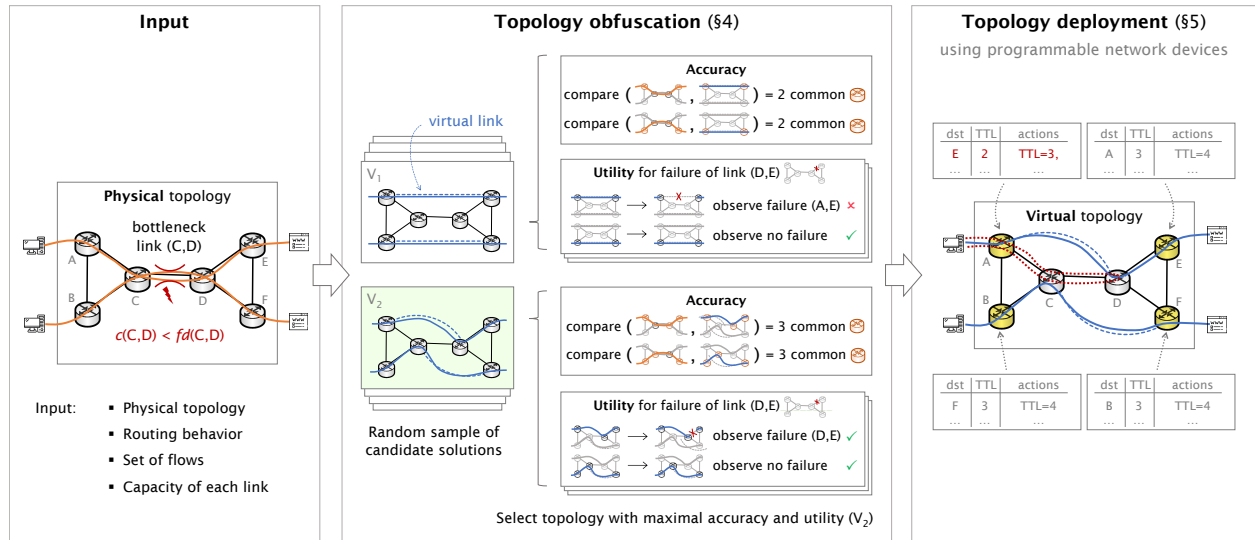 Input
Physical topology
bottleneck
link (C,D)
A
B
C
D
E
F
c(C,D) < fd(C,D)
Input:
▪ Physical topology
▪ Routing behavior
▪ Set of flows
▪ Capacity of each link
Topology obfuscation (§4)
virtual link
V1
V2
Random sample of
candidate solutions
Accuracy
compare ( , ) = 2 common
compare ( , ) = 2 common
Utility for failure of link (D,E)
observe failure (A,E) ×
observe no failure ✓
Accuracy
compare ( , ) = 3 common
compare ( , ) = 3 common
Utility for failure of link (D,E)
observe failure (D,E) ✓
observe no failure ✓
Select topology with maximal accuracy and utility (V2)
Topology deployment (§5)
using programmable network devices
dst TTL actions
E 2 TTL=3,
... ... ...
dst TTL actions
A 3 TTL=4
... ... ...
Virtual topology
A
B
C
D
E
F
dst TTL actions
F 3 TTL=4
... ... ...
dst TTL actions
B 3 TTL=4
... ... ...